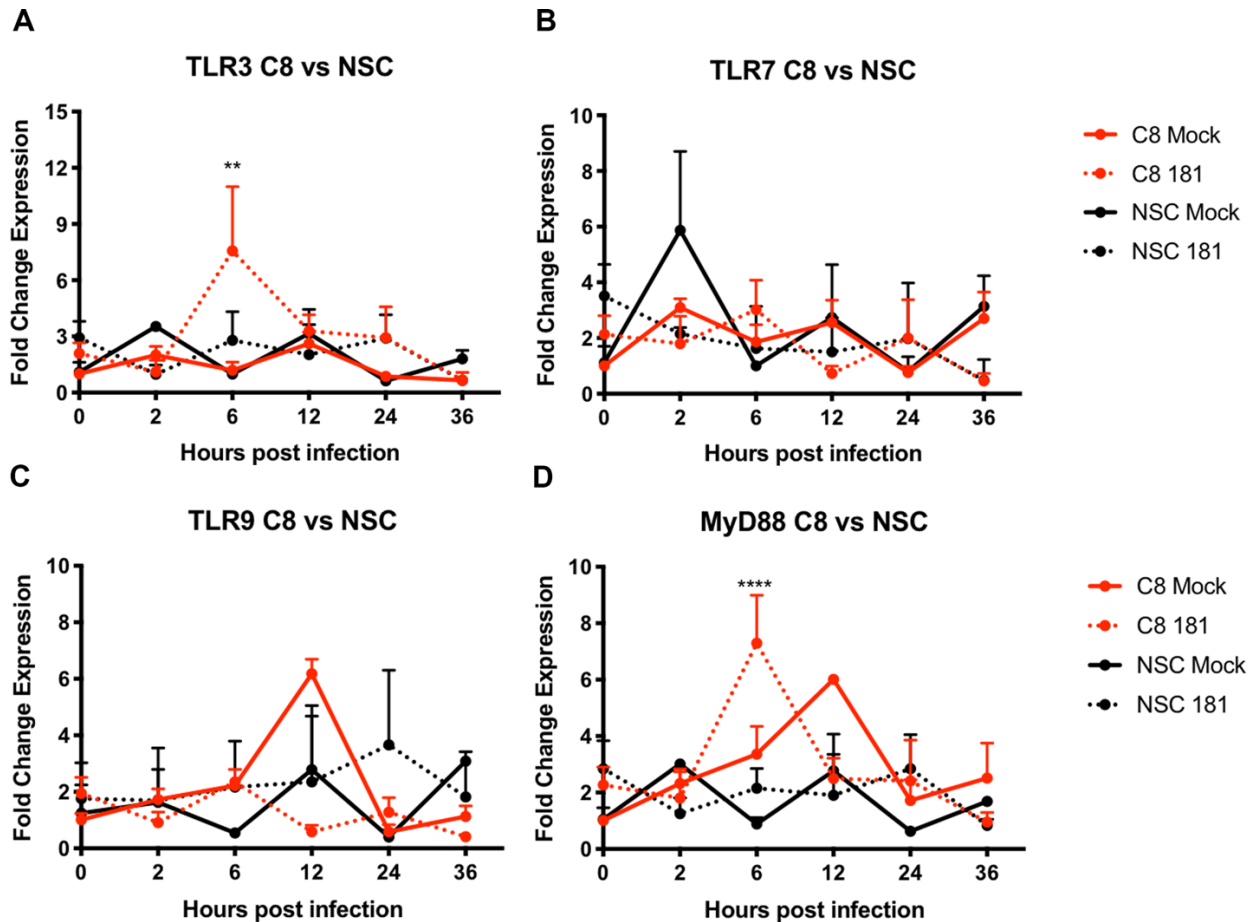 A
TLR3 C8 vs NSC
Fold Change Expression
15
12
9
6
3
0
**
0 2 6 12 24 36
Hours post infection
B
TLR7 C8 vs NSC
Fold Change Expression
10
8
6
4
2
0
0 2 6 12 24 36
Hours post infection
C8 Mock
C8 181
NSC Mock
NSC 181
C
TLR9 C8 vs NSC
Fold Change Expression
10
8
6
4
2
0
0 2 6 12 24 36
Hours post infection
D
MyD88 C8 vs NSC
Fold Change Expression
10
8
6
4
2
0
****
0 2 6 12 24 36
Hours post infection
C8 Mock
C8 181
NSC Mock
NSC 181